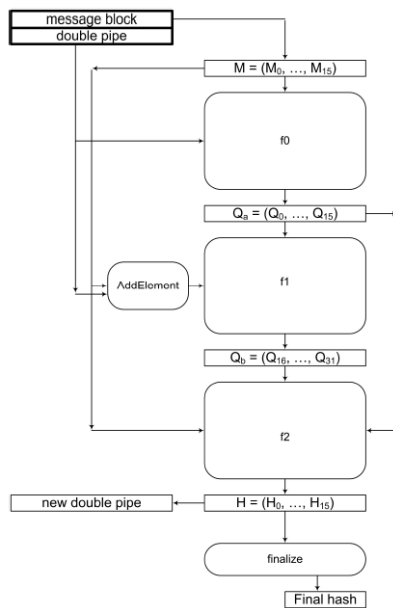 message block
double pipe
M = (M₀, …, M₁₅)
f0
Qₐ = (Q₀, …, Q₁₅)
AddElement
f1
Q_b = (Q₁₆, …, Q₃₁)
f2
new double pipe
H = (H₀, …, H₁₅)
finalize
Final hash